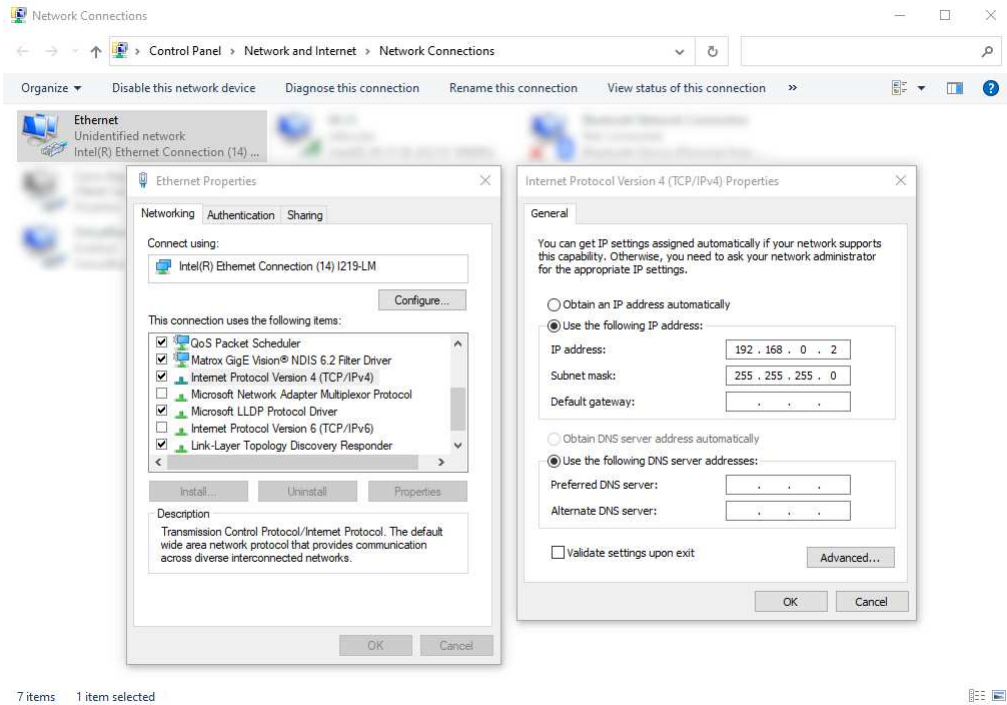 Network Connections
Control Panel > Network and Internet > Network Connections
Organize Disable this network device Diagnose this connection Rename this connection View status of this connection »
Ethernet
Unidentified network
Intel(R) Ethernet Connection (14) ...
Ethernet Properties
Networking Authentication Sharing
Connect using:
Intel(R) Ethernet Connection (14) I219-LM
Configure...
This connection uses the following items:
QoS Packet Scheduler
Matrox GigE Vision® NDIS 6.2 Filter Driver
Internet Protocol Version 4 (TCP/IPv4)
Microsoft Network Adapter Multiplexor Protocol
Microsoft LLDP Protocol Driver
Internet Protocol Version 6 (TCP/IPv6)
Link-Layer Topology Discovery Responder
Install... Uninstall Properties
Description
Transmission Control Protocol/Internet Protocol. The default
wide area network protocol that provides communication
across diverse interconnected networks.
OK Cancel
Internet Protocol Version 4 (TCP/IPv4) Properties
General
You can get IP settings assigned automatically if your network supports
this capability. Otherwise, you need to ask your network administrator
for the appropriate IP settings.
Obtain an IP address automatically
Use the following IP address:
IP address: 192 . 168 . 0 . 2
Subnet mask: 255 . 255 . 255 . 0
Default gateway: . . .
Obtain DNS server address automatically
Use the following DNS server addresses:
Preferred DNS server: . . .
Alternate DNS server: . . .
Validate settings upon exit
Advanced...
OK Cancel
7 items 1 item selected